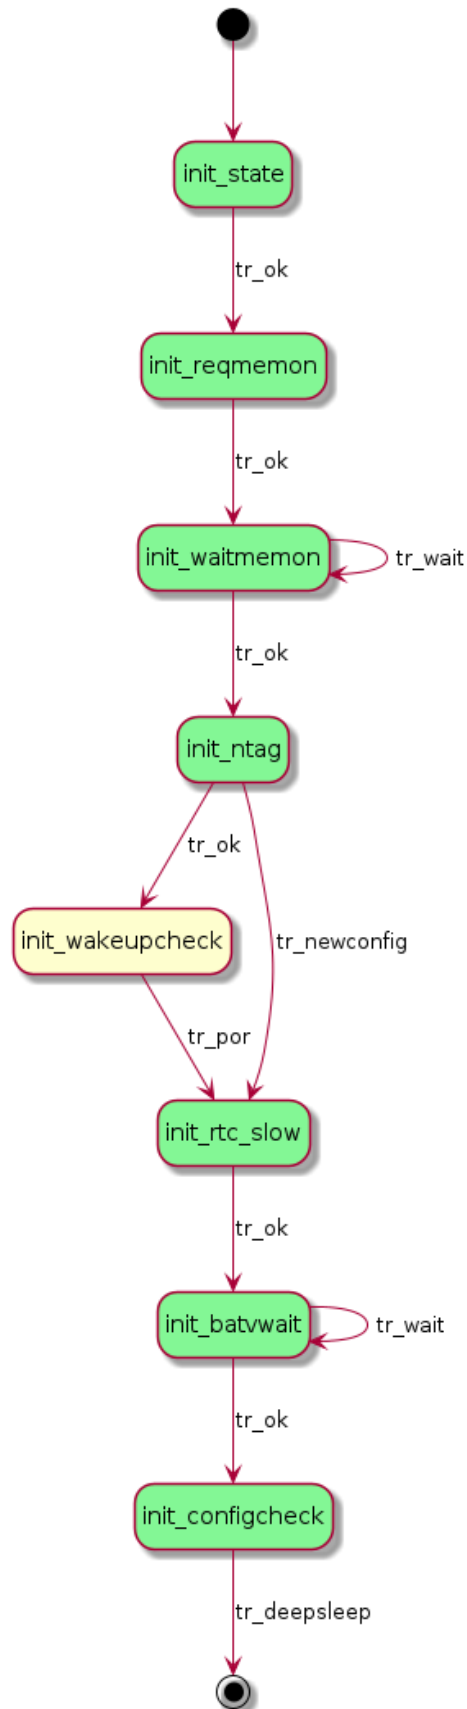 init_state
tr_ok
init_reqmemon
tr_ok
init_waitmemon
tr_wait
tr_ok
init_ntag
tr_ok
init_wakeupcheck
tr_newconfig
tr_por
init_rtc_slow
tr_ok
init_batvwait
tr_wait
tr_ok
init_configcheck
tr_deepsleep